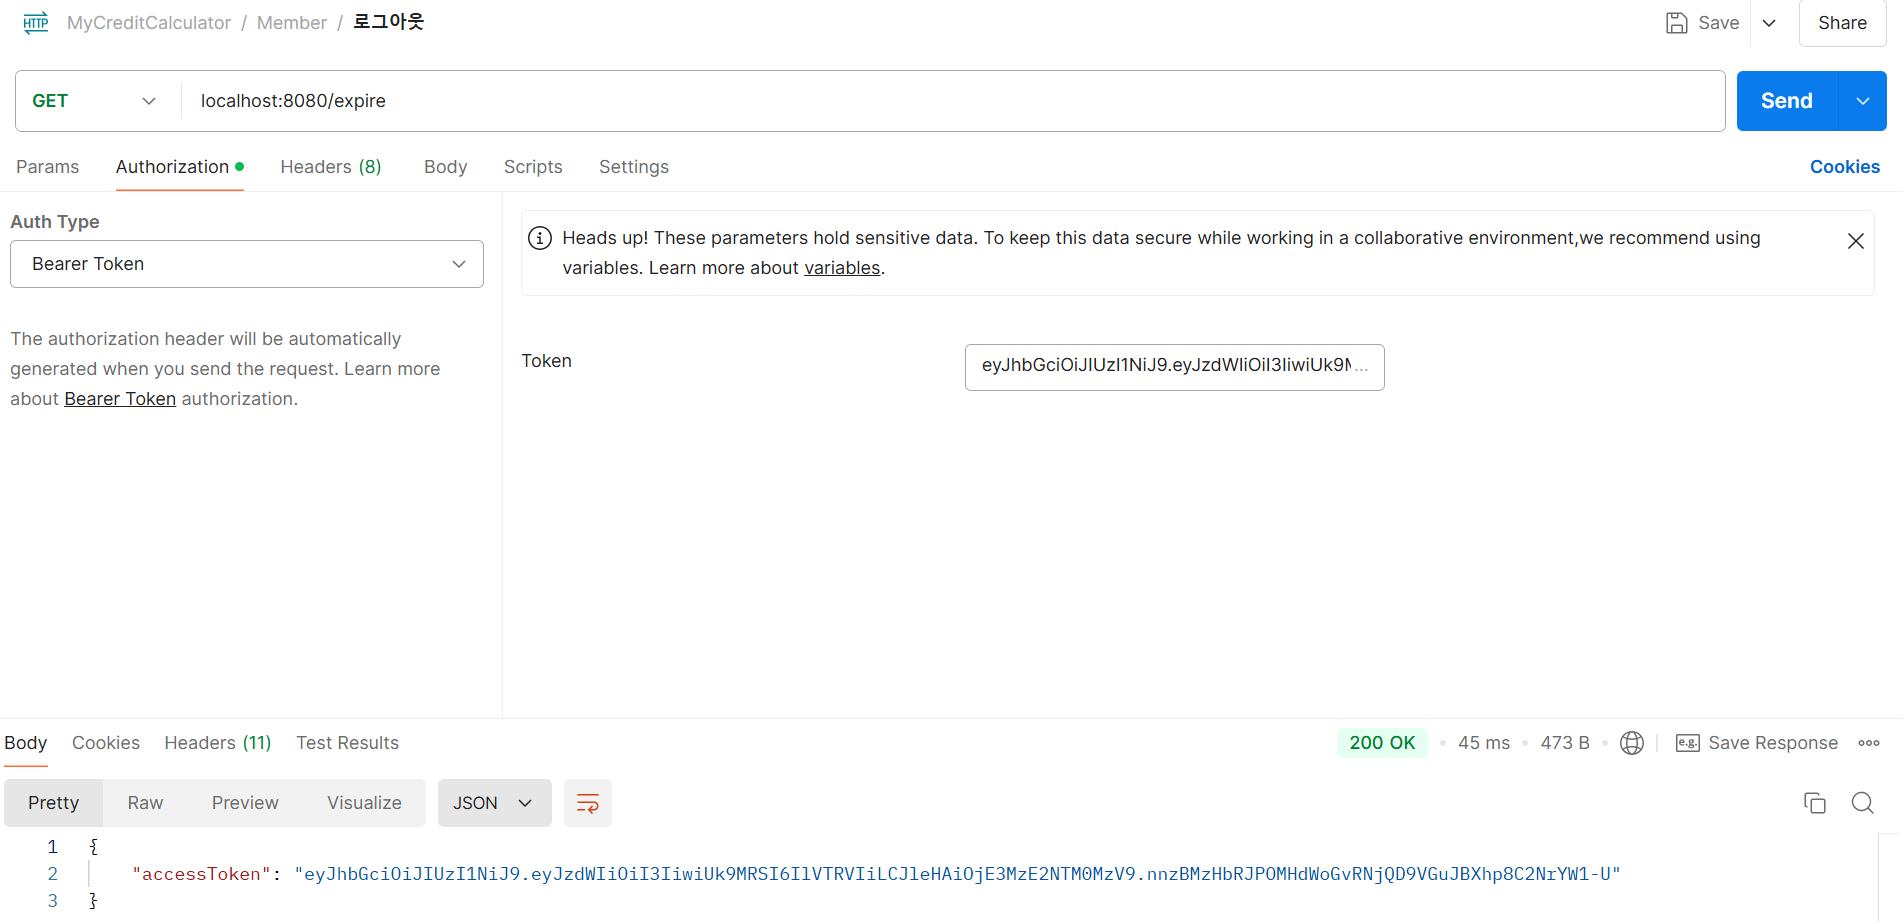 HTTP MyCreditCalculator / Member / 로그아웃 Save Share
GET localhost:8080/expire Send
Params Authorization Headers (8) Body Scripts Settings Cookies
Auth Type
Bearer Token
The authorization header will be automatically
generated when you send the request. Learn more
about Bearer Token authorization.
Heads up! These parameters hold sensitive data. To keep this data secure while working in a collaborative environment,we recommend using
variables. Learn more about variables.
Token eyJhbGciOiJIUzI1NiJ9.eyJzdWIiOiI3IiwiUk9M...
Body Cookies Headers (11) Test Results 200 OK 45 ms 473 B e.g. Save Response
Pretty Raw Preview Visualize JSON
1 {
2 "accessToken": "eyJhbGciOiJIUzI1NiJ9.eyJzdWIiOiI3IiwiUk9MRSI6IlVTRVIiLCJleHAiOjE3MzE2NTM0MzV9.nnzBMzHbRJPOMHdWoGvRNjQD9VGuJBXhp8C2NrYW1-U"
3 }